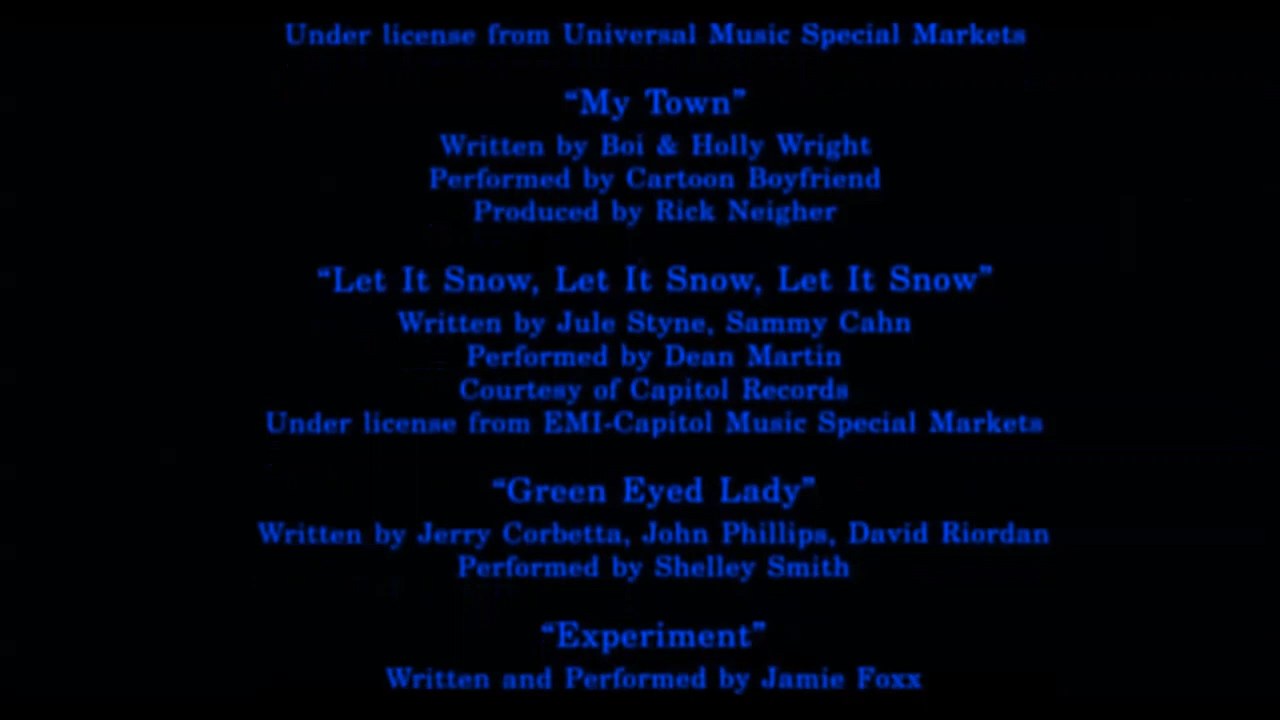 Under license from Universal Music Special Markets
“My Town”
Written by Boi & Holly Wright
Performed by Cartoon Boyfriend
Produced by Rick Neigher
“Let It Snow, Let It Snow, Let It Snow”
Written by Jule Styne, Sammy Cahn
Performed by Dean Martin
Courtesy of Capitol Records
Under license from EMI-Capitol Music Special Markets
“Green Eyed Lady”
Written by Jerry Corbetta, John Phillips, David Riordan
Performed by Shelley Smith
“Experiment”
Written and Performed by Jamie Foxx